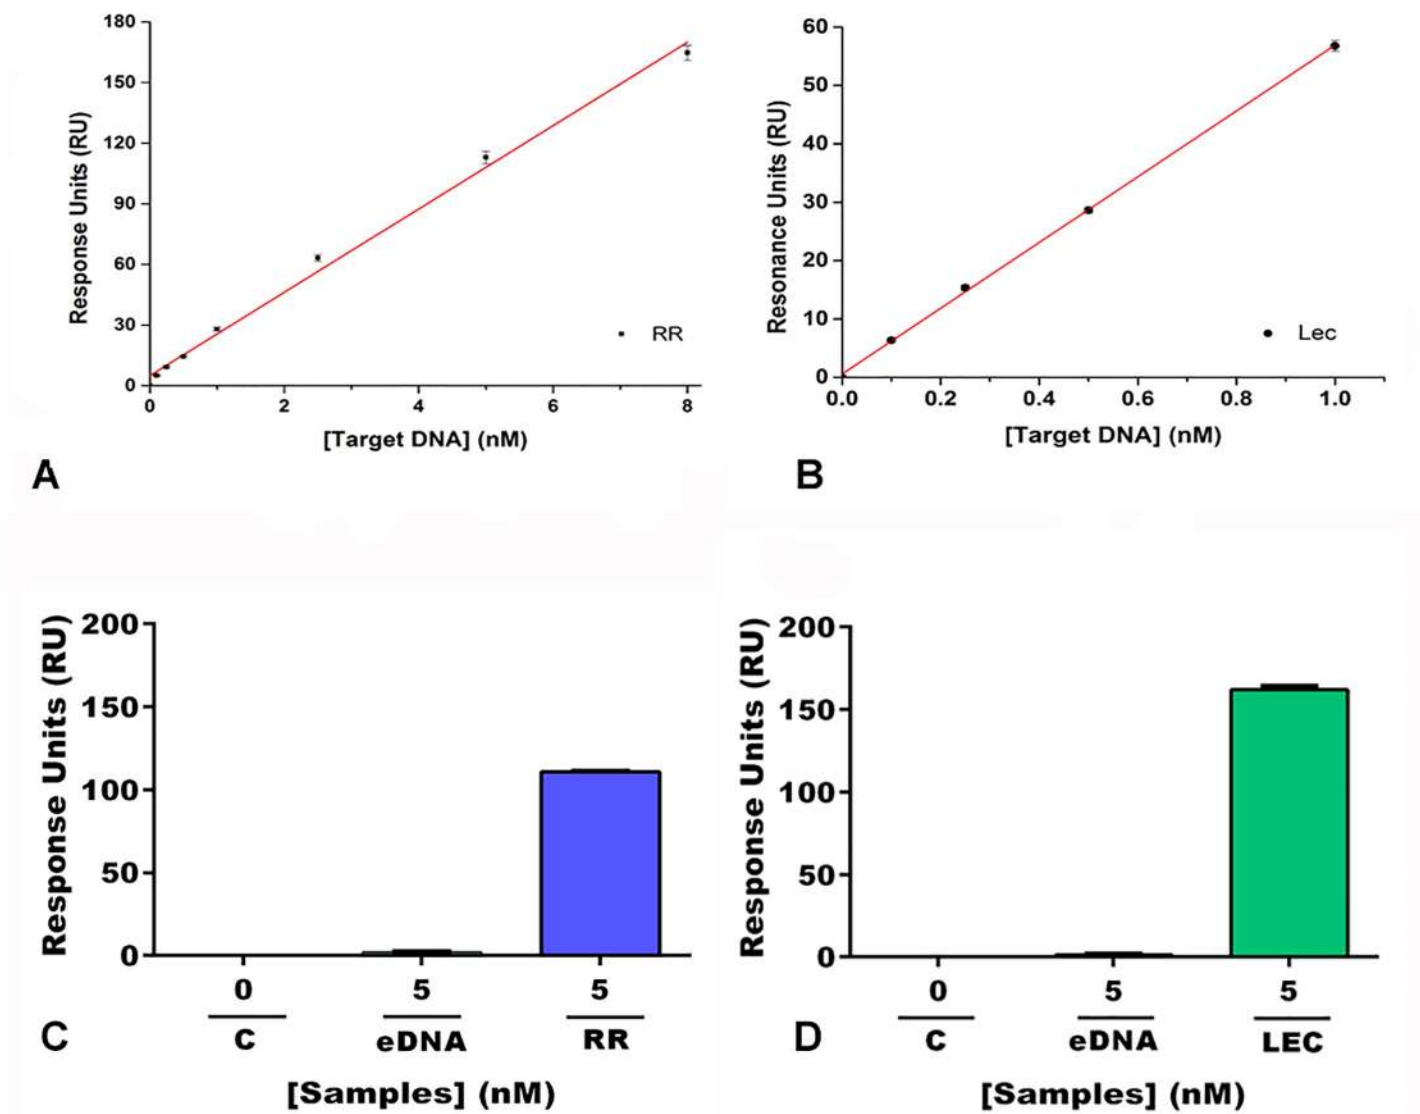 180
150
120
90
60
30
0
Response Units (RU)
0 2 4 6 8
[Target DNA] (nM)
RR
A
60
50
40
30
20
10
0
Resonance Units (RU)
0.0 0.2 0.4 0.6 0.8 1.0
[Target DNA] (nM)
Lec
B
200
150
100
50
0
Response Units (RU)
0 5 5
C eDNA RR
[Samples] (nM)
C
200
150
100
50
0
Response Units (RU)
0 5 5
C eDNA LEC
[Samples] (nM)
D